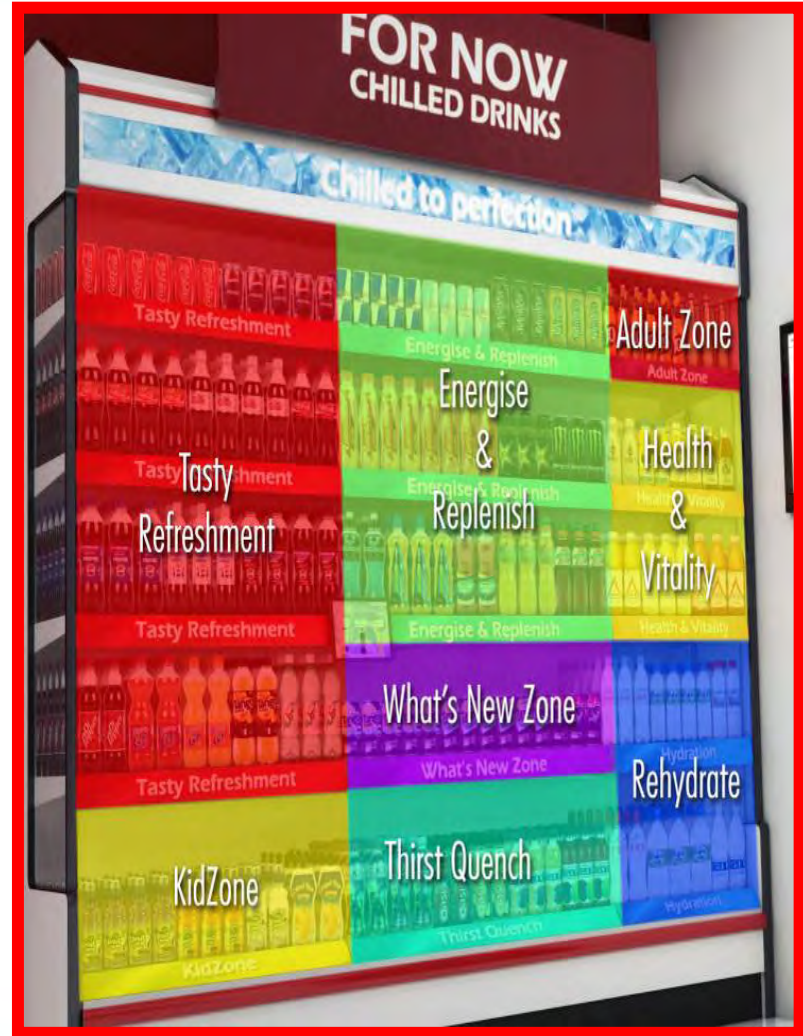 FOR NOW
CHILLED DRINKS
Chilled to perfection
Tasty Refreshment
Energise & Replenish
Adult Zone
Adult Zone
Tasty Refreshment
Energise & Replenish
Health & Vitality
Tasty
Refreshment
Energise
&
Replenish
Health
&
Vitality
Tasty Refreshment
Energise & Replenish
Health & Vitality
What's New Zone
Tasty Refreshment
What's New Zone
Hydration
Rehydrate
KidZone
Thirst Quench
KidZone
Thirst Quench
Hydration